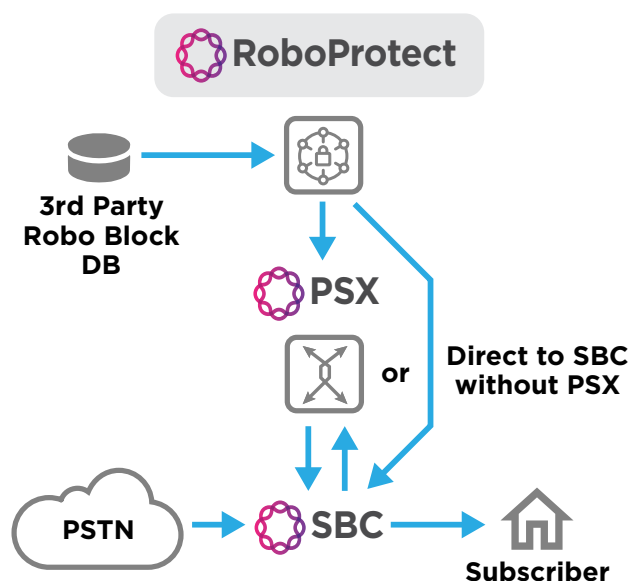 RoboProtect
3rd Party
Robo Block
DB
PSX
or
Direct to SBC
without PSX
PSTN
SBC
Subscriber